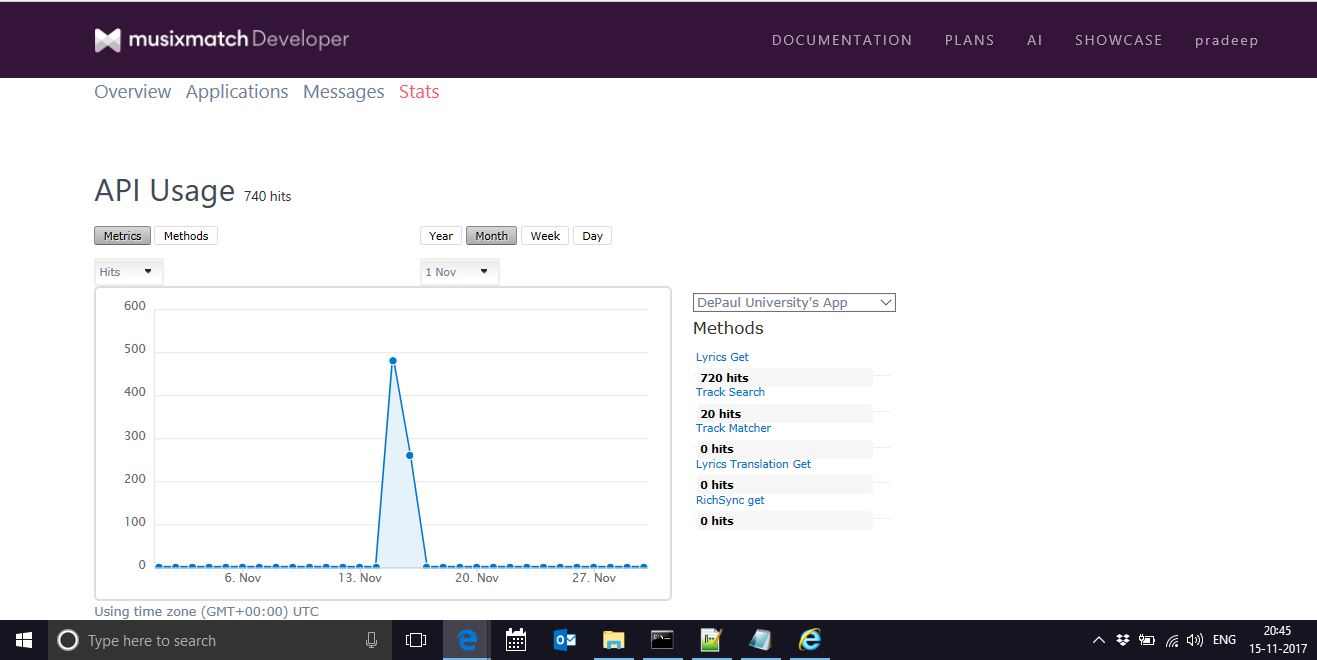 musixmatch Developer
DOCUMENTATION PLANS AI SHOWCASE pradeep
Overview Applications Messages Stats
API Usage 740 hits
Metrics Methods Year Month Week Day
Hits 1 Nov
600
500
400
300
200
100
0
6. Nov 13. Nov 20. Nov 27. Nov
Using time zone (GMT+00:00) UTC
DePaul University's App
Methods
Lyrics Get
720 hits
Track Search
20 hits
Track Matcher
0 hits
Lyrics Translation Get
0 hits
RichSync get
0 hits
Type here to search
ENG
20:45
15-11-2017